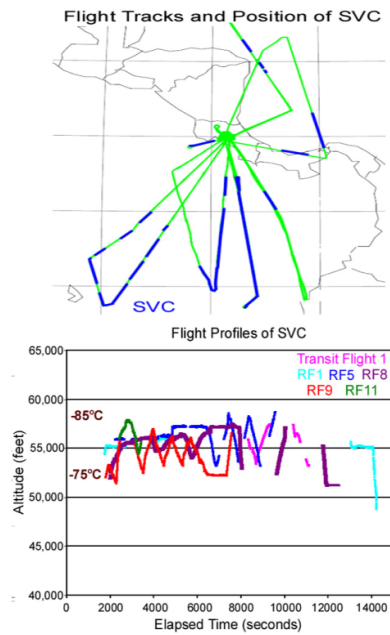 Flight Tracks and Position of SVC
SVC
Flight Profiles of SVC
65,000
Transit Flight 1
RF1 RF5 RF8
RF9 RF11
60,000
-85°C
55,000
-75°C
50,000
45,000
40,000
Altitude (feet)
0 2000 4000 6000 8000 10000 12000 14000
Elapsed Time (seconds)